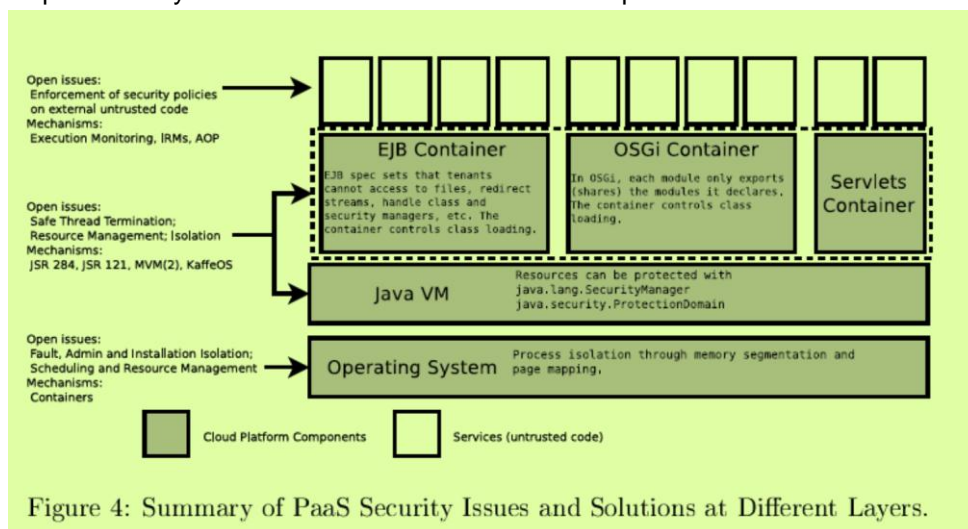 Open issues:
Enforcement of security policies
on external untrusted code
Mechanisms:
Execution Monitoring, IRMs, AOP
EJB Container
EJB spec sets that tenants
cannot access to files, redirect
streams, handle class and
security managers, etc. The
container controls class loading.
OSGi Container
In OSGi, each module only exports
(shares) the modules it declares.
The container controls class
loading.
Servlets
Container
Open issues:
Safe Thread Termination;
Resource Management; Isolation
Mechanisms:
JSR 284, JSR 121, MVM(2), KaffeOS
Java VM
Resources can be protected with
java.lang.SecurityManager
java.security.ProtectionDomain
Open issues:
Fault, Admin and Installation Isolation;
Scheduling and Resource Management
Mechanisms:
Containers
Operating System
Process isolation through memory segmentation and
page mapping.
Cloud Platform Components
Services (untrusted code)
Figure 4: Summary of PaaS Security Issues and Solutions at Different Layers.